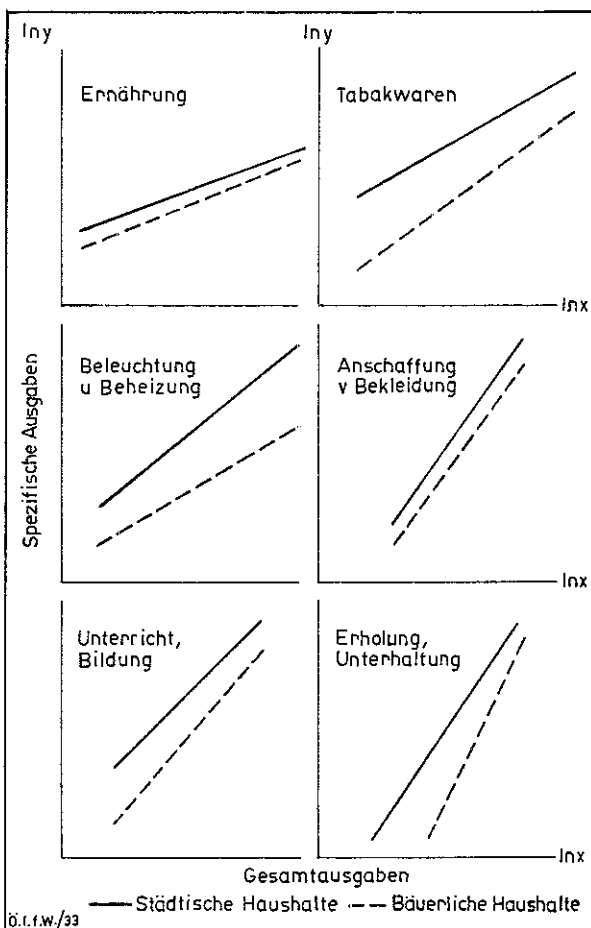 lny
lny
Ernährung
Tabakwaren
lnx
Beleuchtung
u Beheizung
Anschaffung
v Bekleidung
Spezifische Ausgaben
lnx
Unterricht,
Bildung
Erholung,
Unterhaltung
lnx
Gesamtausgaben
Städtische Haushalte
Bäuerliche Haushalte
Ö.I.f.W./33